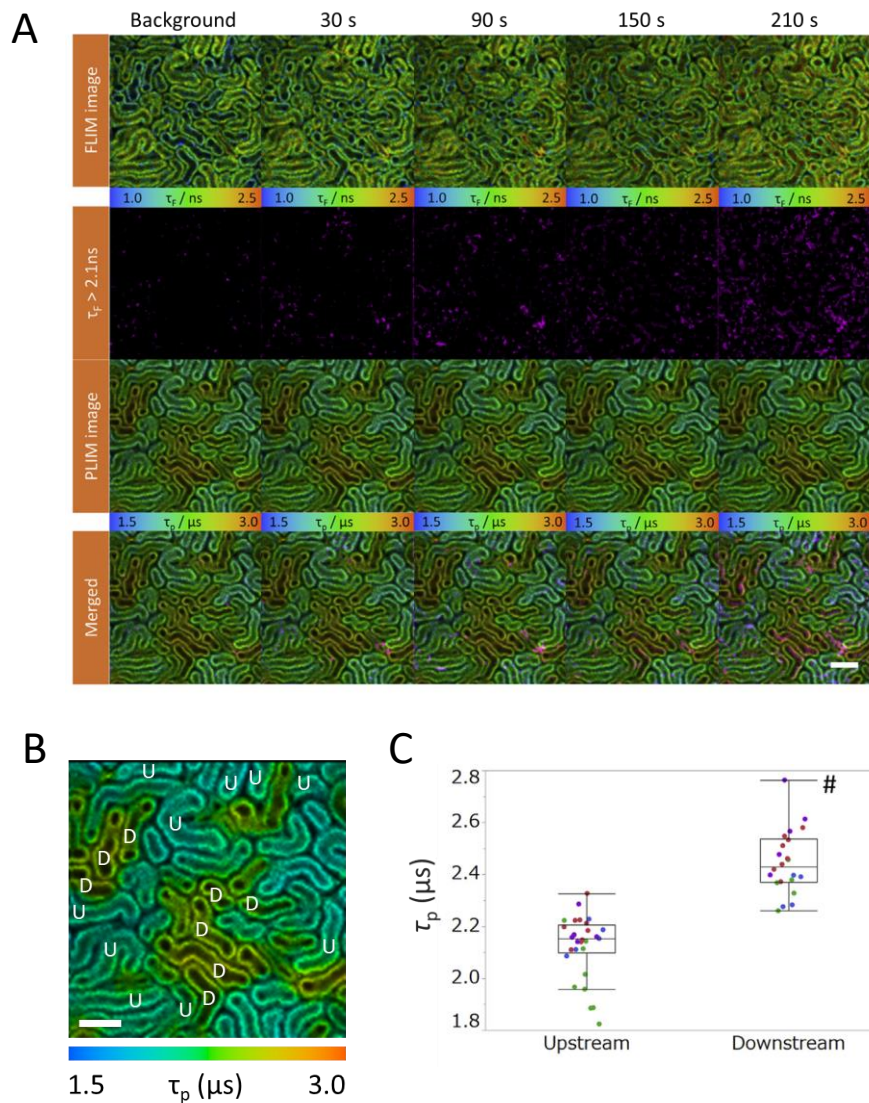 A
Background 30 s 90 s 150 s 210 s
FLIM image
1.0 τF / ns 2.5 1.0 τF / ns 2.5 1.0 τF / ns 2.5 1.0 τF / ns 2.5 1.0 τF / ns 2.5
τF > 2.1ns
PLIM image
1.5 τp / μs 3.0 1.5 τp / μs 3.0 1.5 τp / μs 3.0 1.5 τp / μs 3.0 1.5 τp / μs 3.0
Merged
B
U U U U
U D
D
D
D D D
U D
U U
D
U U D
1.5 τp (μs) 3.0
C
τp (μs)
2.8
2.6
2.4
2.2
2.0
1.8
#
Upstream Downstream